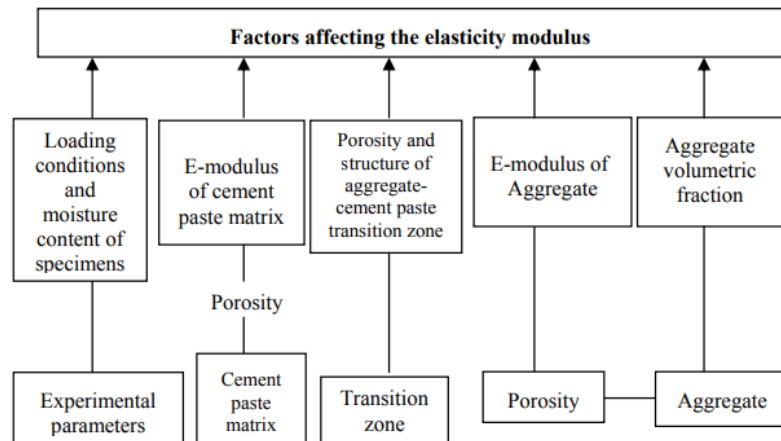 Factors affecting the elasticity modulus
Loading
conditions
and
moisture
content of
specimens
E-modulus
of cement
paste matrix
Porosity and
structure of
aggregate-
cement paste
transition zone
E-modulus of
Aggregate
Aggregate
volumetric
fraction
Porosity
Experimental
parameters
Cement
paste
matrix
Transition
zone
Porosity
Aggregate